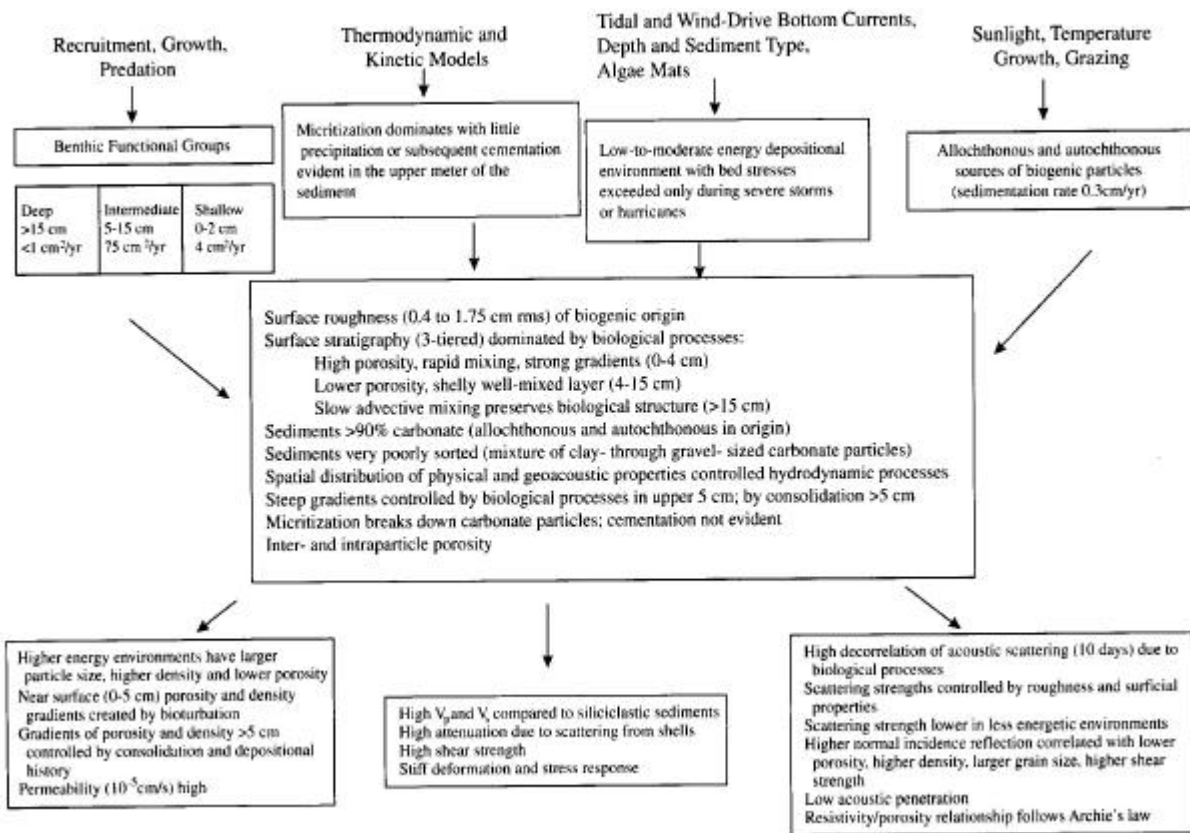 Recruitment, Growth,
Predation
Thermodynamic and
Kinetic Models
Tidal and Wind-Drive Bottom Currents,
Depth and Sediment Type,
Algae Mats
Sunlight, Temperature
Growth, Grazing
Benthic Functional Groups
Deep
>15 cm
<1 cm²/yr
Intermediate
5-15 cm
75 cm²/yr
Shallow
0-2 cm
4 cm²/yr
Micritization dominates with little
precipitation or subsequent cementation
evident in the upper meter of the
sediment
Low-to-moderate energy depositional
environment with bed stresses
exceeded only during severe storms
or hurricanes
Allochthonous and autochthonous
sources of biogenic particles
(sedimentation rate 0.3cm/yr)
Surface roughness (0.4 to 1.75 cm rms) of biogenic origin
Surface stratigraphy (3-tiered) dominated by biological processes:
High porosity, rapid mixing, strong gradients (0-4 cm)
Lower porosity, shelly well-mixed layer (4-15 cm)
Slow advective mixing preserves biological structure (>15 cm)
Sediments >90% carbonate (allochthonous and autochthonous in origin)
Sediments very poorly sorted (mixture of clay- through gravel- sized carbonate particles)
Spatial distribution of physical and geoacoustic properties controlled hydrodynamic processes
Steep gradients controlled by biological processes in upper 5 cm; by consolidation >5 cm
Micritization breaks down carbonate particles; cementation not evident
Inter- and intraparticle porosity
Higher energy environments have larger
particle size, higher density and lower porosity
Near surface (0-5 cm) porosity and density
gradients created by bioturbation
Gradients of porosity and density >5 cm
controlled by consolidation and depositional
history
Permeability (10⁻⁵cm/s) high
High Vp and Vs compared to siliciclastic sediments
High attenuation due to scattering from shells
High shear strength
Stiff deformation and stress response
High decorrelation of acoustic scattering (10 days) due to
biological processes
Scattering strengths controlled by roughness and surficial
properties
Scattering strength lower in less energetic environments
Higher normal incidence reflection correlated with lower
porosity, higher density, larger grain size, higher shear
strength
Low acoustic penetration
Resistivity/porosity relationship follows Archie's law